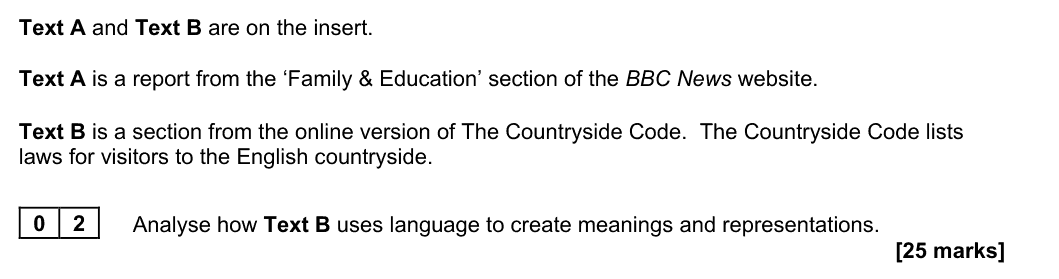 Text A and Text B are on the insert.
Text A is a report from the ‘Family & Education’ section of the BBC News website.
Text B is a section from the online version of The Countryside Code.  The Countryside Code lists
laws for visitors to the English countryside.
0 2 Analyse how Text B uses language to create meanings and representations.
[25 marks]